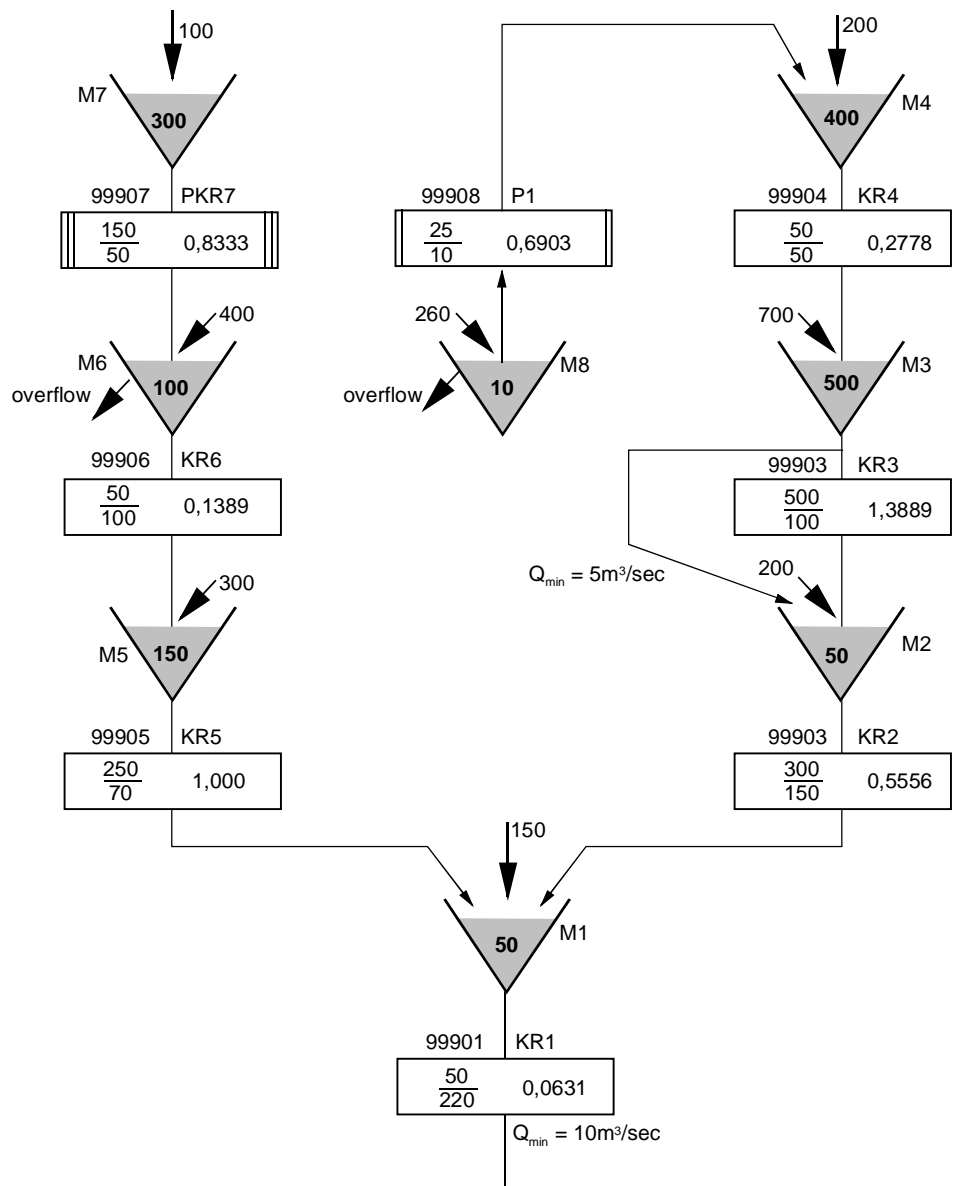 100
M7
300
99907 PKR7
150
50
0,8333
400
M6
100
overflow
99906 KR6
50
100
0,1389
300
M5
150
99905 KR5
250
70
1,000
99908 P1
25
10
0,6903
260
M8
10
overflow
200
M4
400
99904 KR4
50
50
0,2778
700
M3
500
99903 KR3
500
100
1,3889
Qmin = 5m³/sec
200
M2
50
99903 KR2
300
150
0,5556
150
M1
50
99901 KR1
50
220
0,0631
Qmin = 10m³/sec